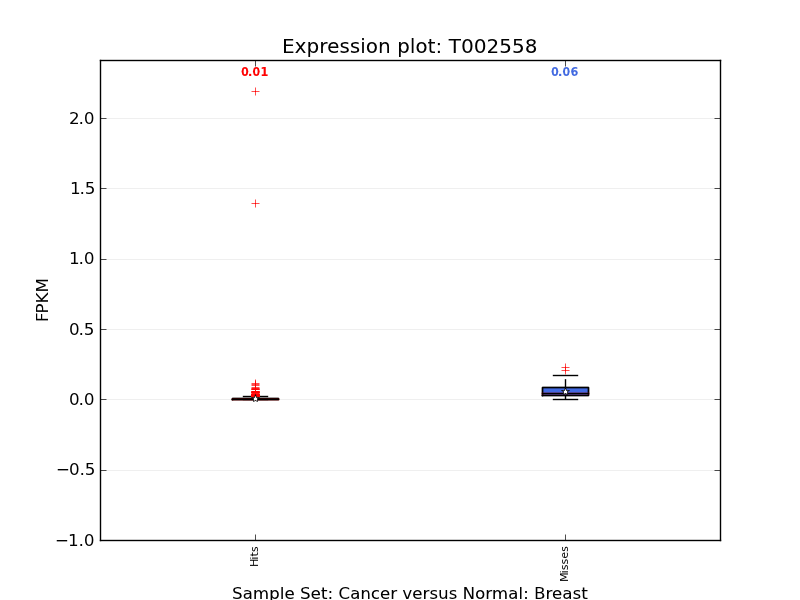 Expression plot: T002558
0.01
0.06
2.0
1.5
1.0
0.5
0.0
−0.5
−1.0
FPKM
Hits
Misses
Sample Set: Cancer versus Normal: Breast